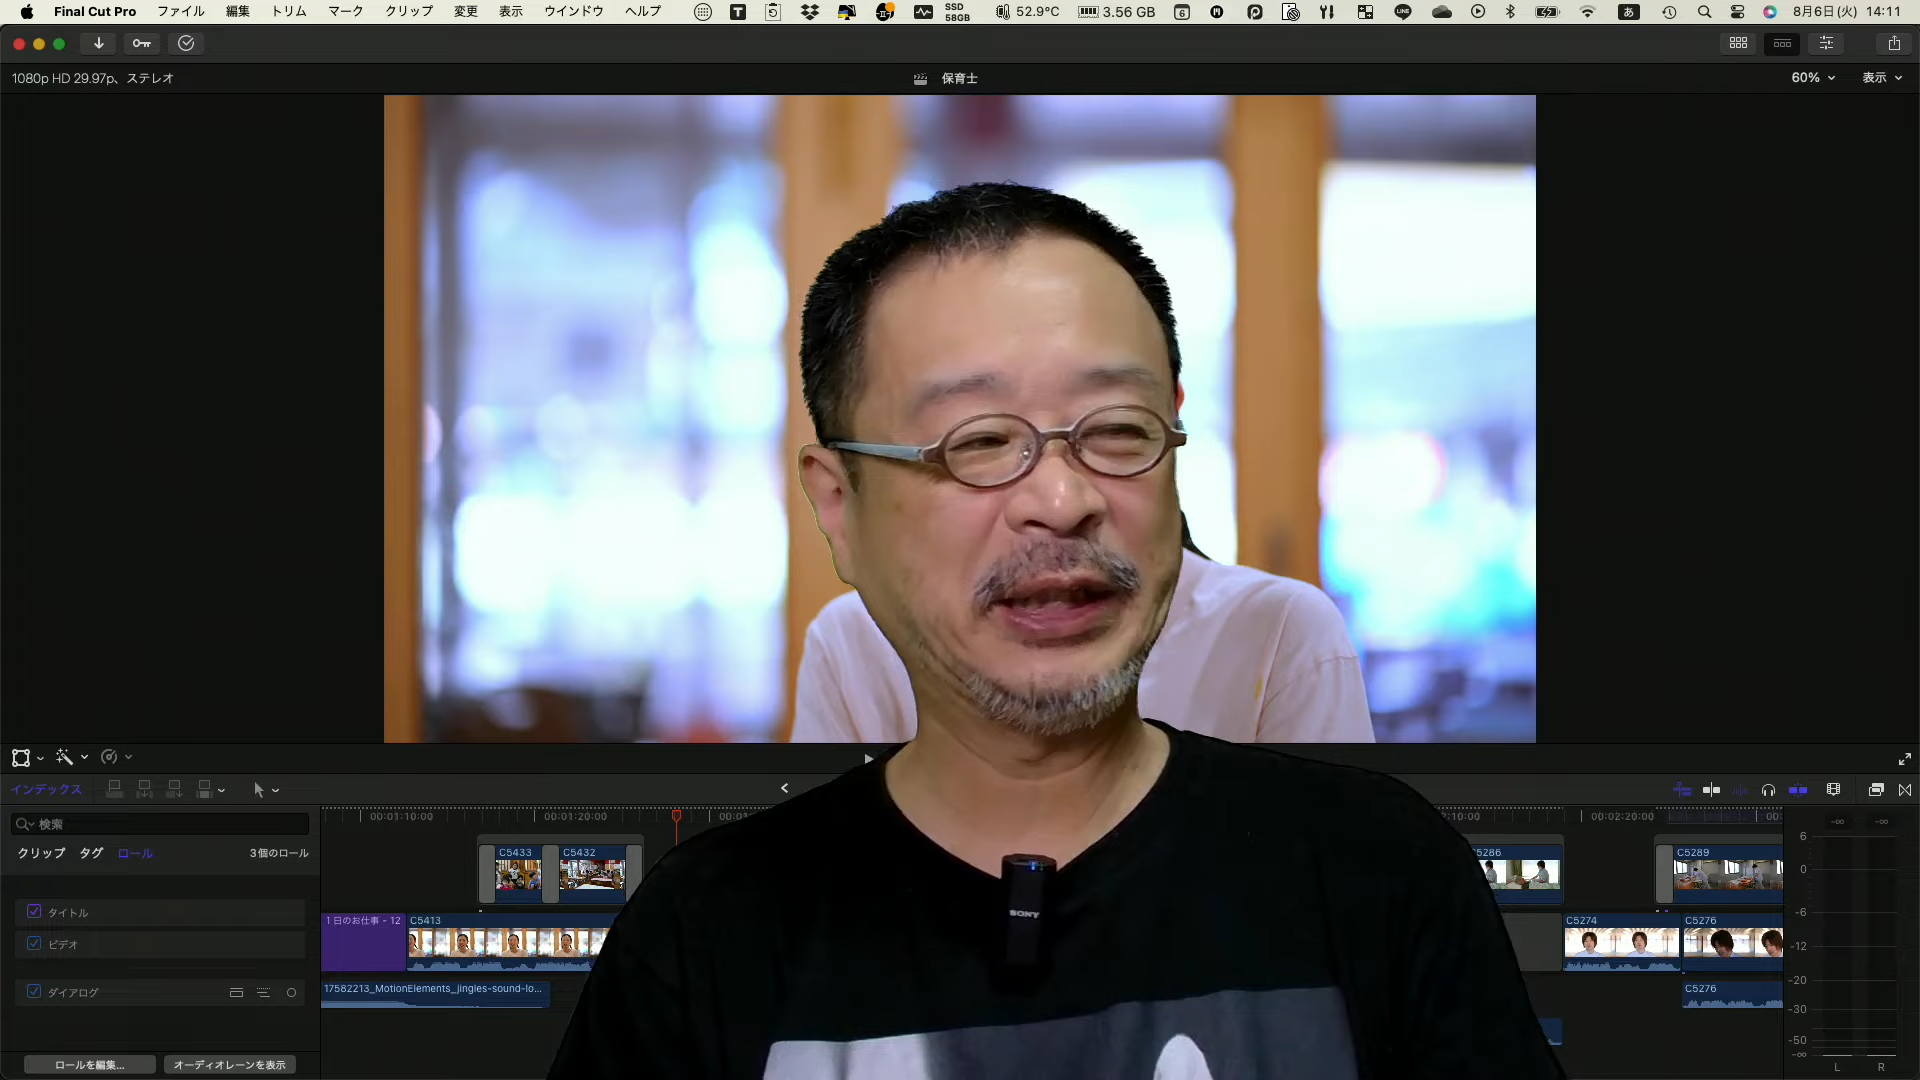 Final Cut Pro ファイル 編集 トリム マーク クリップ 変更 表示 ウインドウ ヘルプ SSD 58GB 52.9°C 3.56 GB 6 LINE あ 8月6日(火) 14:11
1080p HD 29.97p、ステレオ 保育士 60% 表示
インデックス
検索
クリップ タグ ロール 3個のロール
タイトル
ビデオ
ダイアログ
ロールを編集... オーディオレーンを表示
00:01:10:00 00:01:20:00 00:02:20:00
C5433 C5432 C5289
1日のお仕事 - 12 C5413 C5274 C5276
17582213_MotionElements_jingles-sound-lo... C5276
SONY
-∞ -∞
6
0
-6
-12
-20
-30
-50
-∞
L R